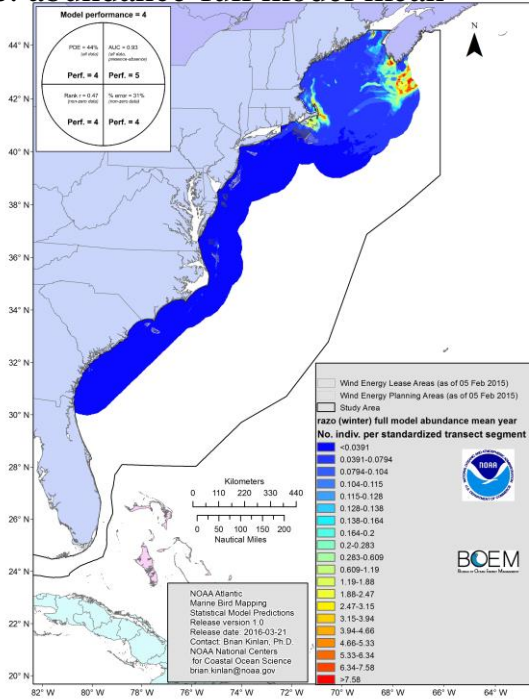 Model performance = 4
PDE = 44%
(all data)
AUC = 0.93
(all data,
presence-absence)
Perf. = 4
Perf. = 5
Rank r = 0.47
(non-zero data)
% error = 31%
(non-zero data)
Perf. = 4
Perf. = 4
N
44° N
42° N
40° N
38° N
36° N
34° N
32° N
30° N
28° N
26° N
24° N
22° N
20° N
82° W
80° W
78° W
76° W
74° W
72° W
70° W
68° W
66° W
64° W
Kilometers
0 110 220 330 440
0 50 100 150 200
Nautical Miles
NOAA Atlantic
Marine Bird Mapping
Statistical Model Predictions
Release version 1.0
Release date: 2016-03-21
Contact: Brian Kinlan, Ph.D.
NOAA National Centers
for Coastal Ocean Science
brian.kinlan@noaa.gov
Wind Energy Lease Areas (as of 05 Feb 2015)
Wind Energy Planning Areas (as of 05 Feb 2015)
Study Area
razo (winter) full model abundance mean year
No. indiv. per standardized transect segment
<0.0391
0.0391-0.0794
0.0794-0.104
0.104-0.115
0.115-0.128
0.128-0.138
0.138-0.164
0.164-0.2
0.2-0.283
0.283-0.609
0.609-1.19
1.19-1.88
1.88-2.47
2.47-3.15
3.15-3.94
3.94-4.66
4.66-5.33
5.33-6.34
6.34-7.58
>7.58
NOAA
BOEM
Bureau of Ocean Energy Management